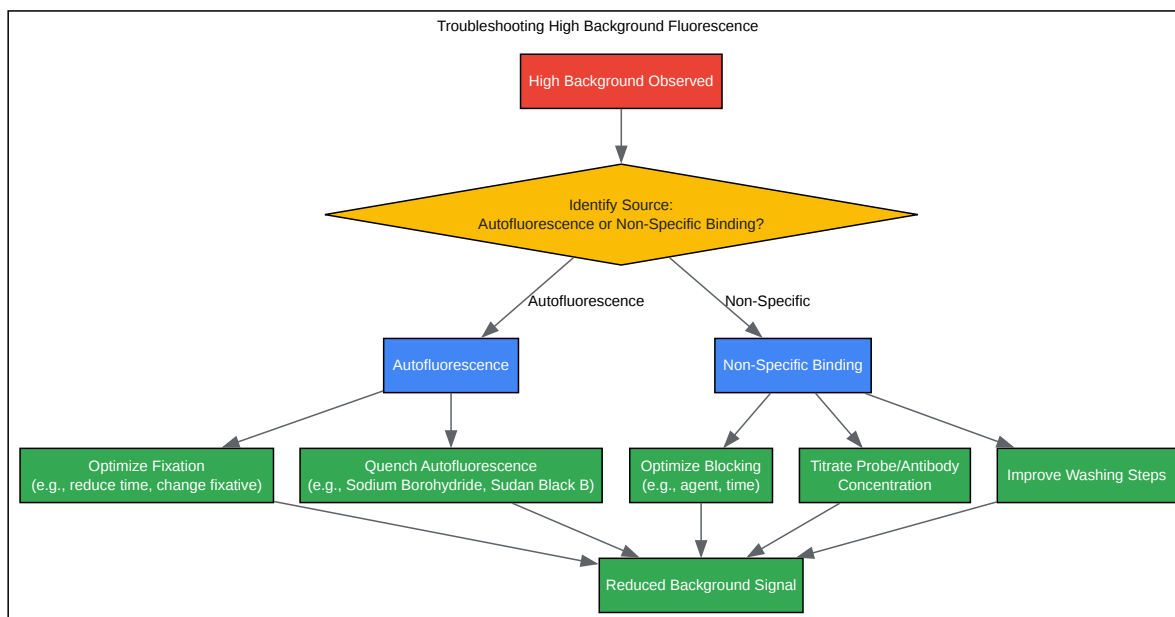 Troubleshooting High Background Fluorescence
High Background Observed
Identify Source:
Autofluorescence or Non-Specific Binding?
Autofluorescence
Non-Specific
Autofluorescence
Non-Specific Binding
Optimize Fixation
(e.g., reduce time, change fixative)
Quench Autofluorescence
(e.g., Sodium Borohydride, Sudan Black B)
Optimize Blocking
(e.g., agent, time)
Titrate Probe/Antibody
Concentration
Improve Washing Steps
Reduced Background Signal